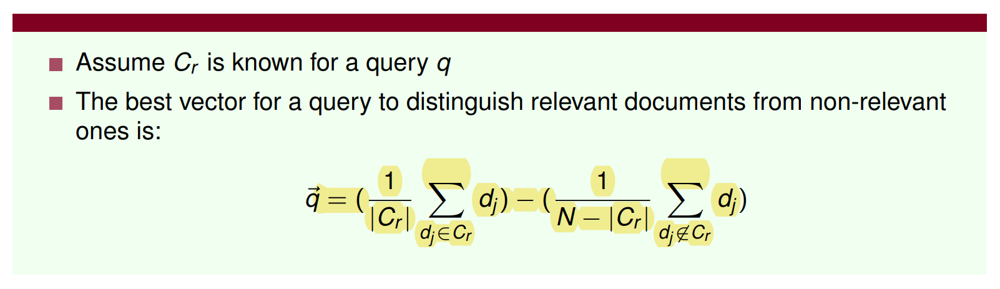 Assume C_r is known for a query q
The best vector for a query to distinguish relevant documents from non-relevant
ones is:
\vec{q} = (\frac{1}{|C_r|} \sum_{d_j \in C_r} d_j) − (\frac{1}{N − |C_r|} \sum_{d_j \notin C_r} d_j)